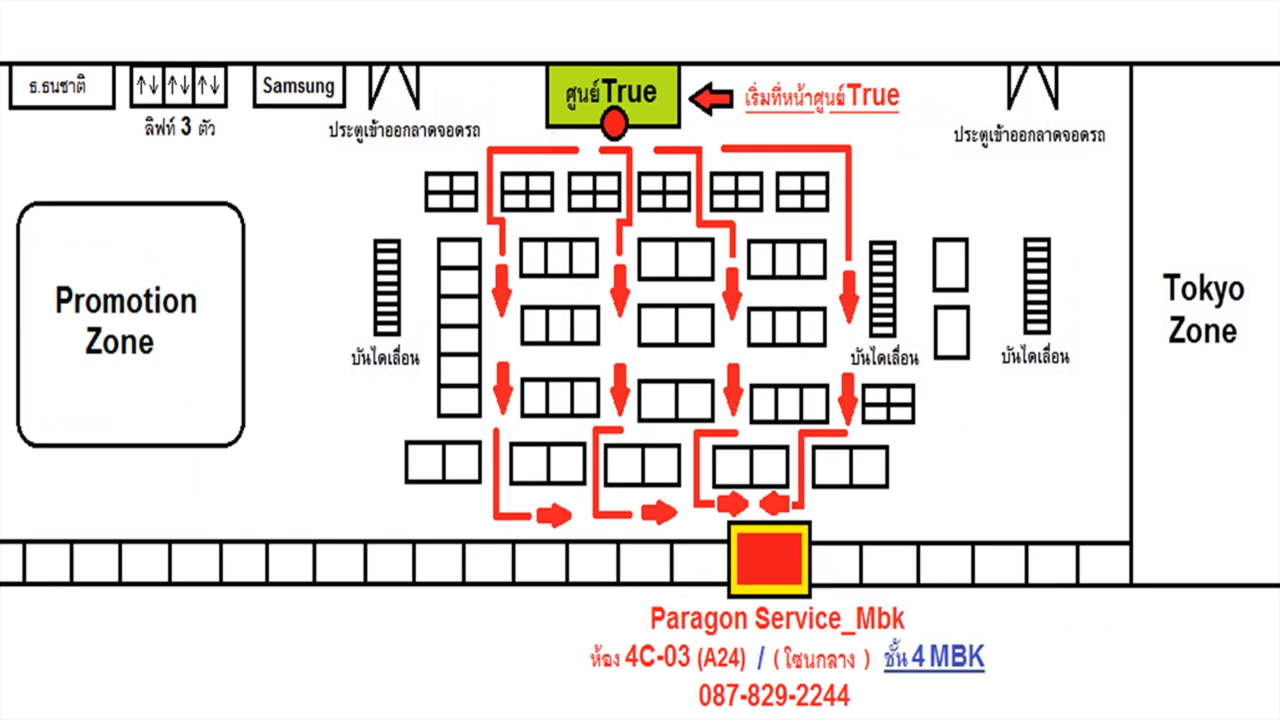 ธ.ธนชาติ
ลิฟท์ 3 ตัว
Samsung
ประตูเข้าออกลาดจอดรถ
ศูนย์True
เริ่มที่หน้าศูนย์True
ประตูเข้าออกลาดจอดรถ
Promotion
Zone
บันไดเลื่อน
บันไดเลื่อน
บันไดเลื่อน
Tokyo
Zone
Paragon Service_Mbk
ห้อง 4C-03 (A24) / ( โซนกลาง ) ชั้น 4 MBK
087-829-2244